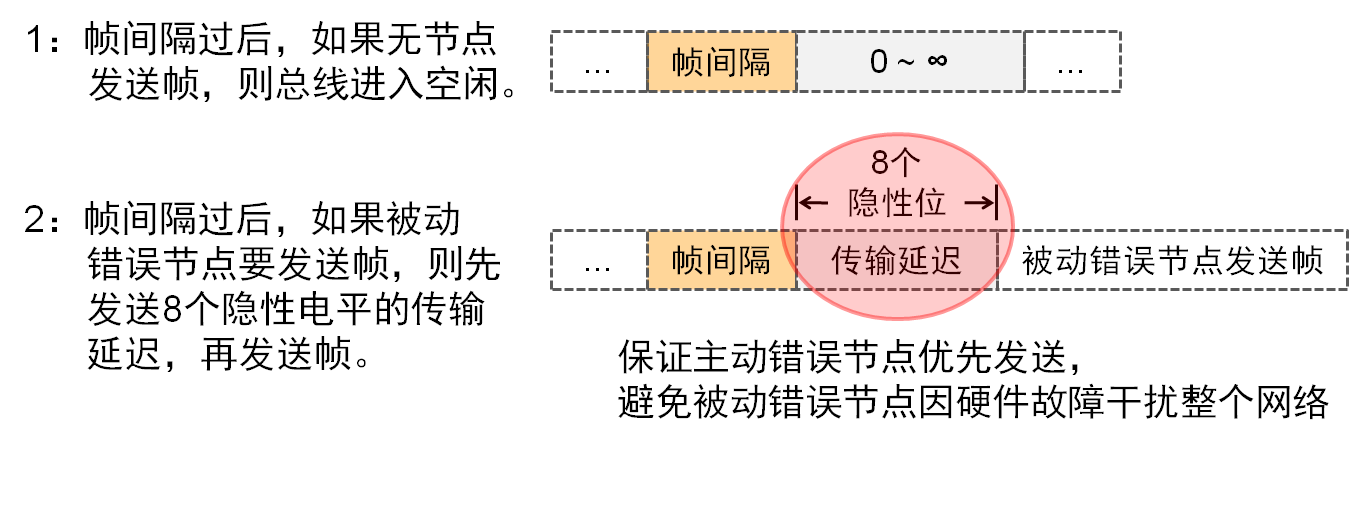 1：帧间隔过后，如果无节点
发送帧，则总线进入空闲。
... 帧间隔 0 ~ ∞ ...
8个
隐性位
2：帧间隔过后，如果被动
错误节点要发送帧，则先
发送8个隐性电平的传输
延迟，再发送帧。
... 帧间隔 传输延迟 被动错误节点发送帧
保证主动错误节点优先发送，
避免被动错误节点因硬件故障干扰整个网络